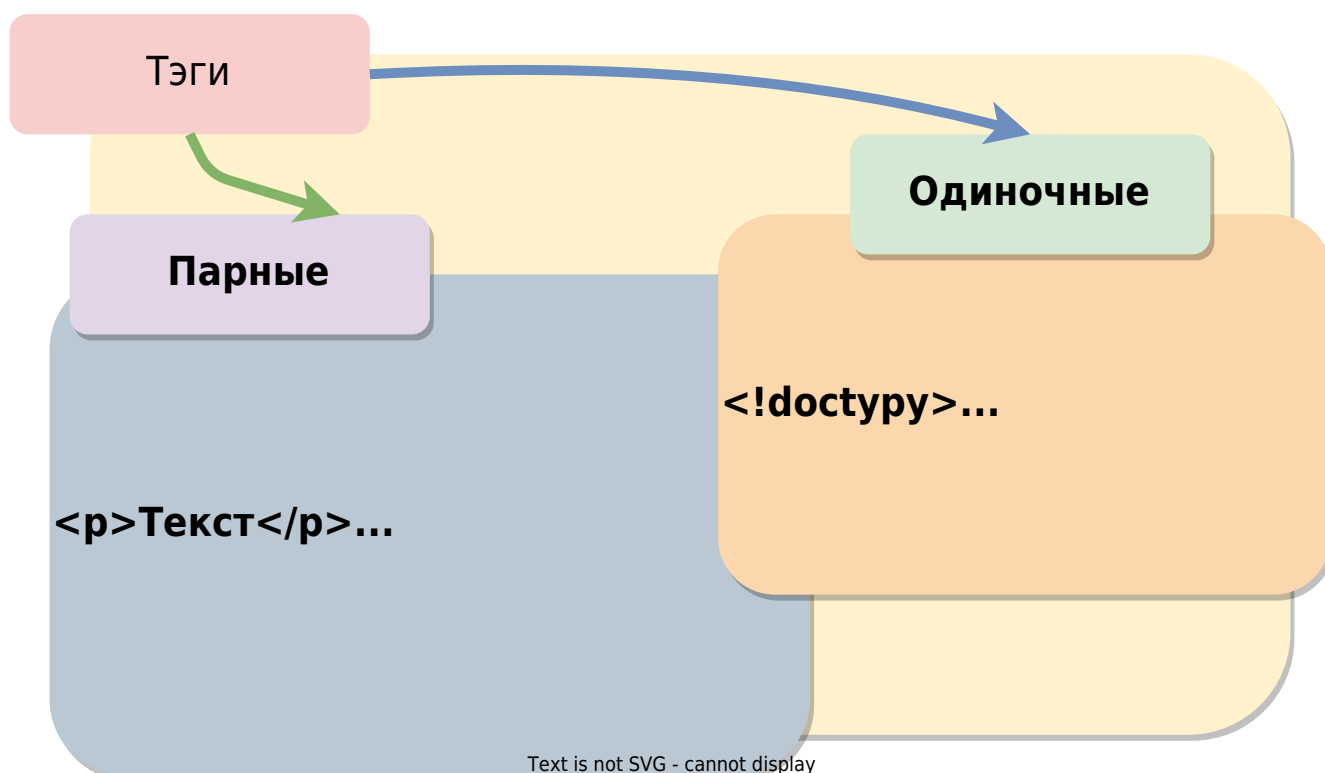 Тэги
Одиночные
Парные
<!doctypy>...
<p>Текст</p>...
Text is not SVG - cannot display